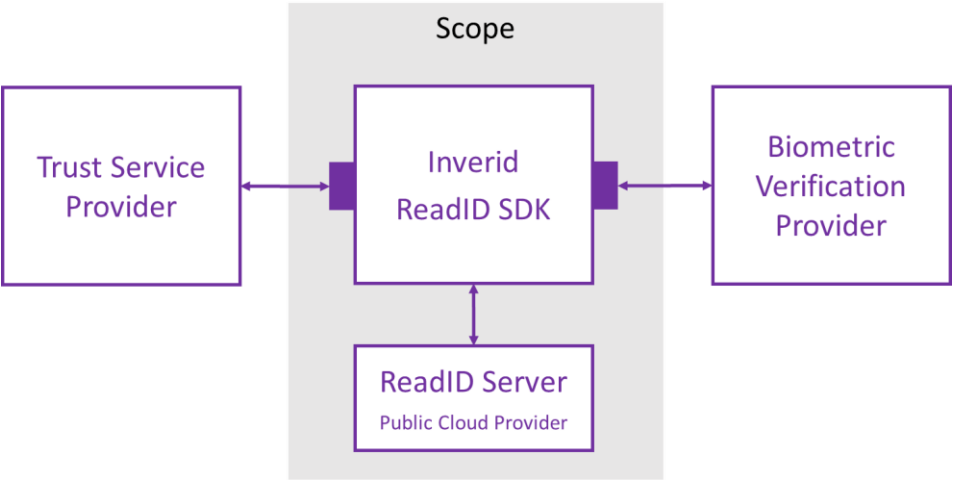 Scope
Trust Service
Provider
Inverid
ReadID SDK
Biometric
Verification
Provider
ReadID Server
Public Cloud Provider